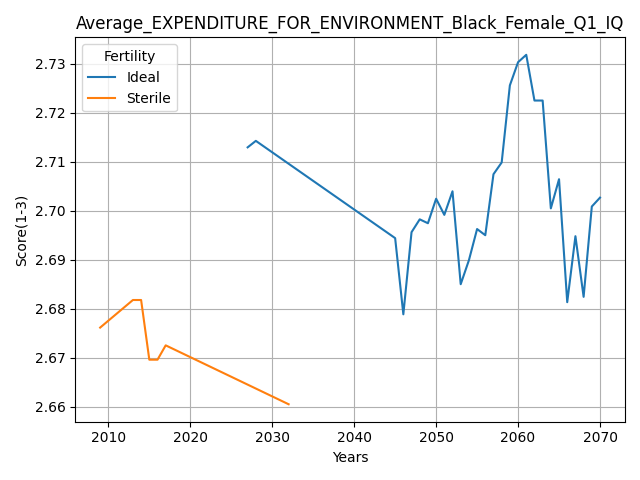 Average_EXPENDITURE_FOR_ENVIRONMENT_Black_Female_Q1_IQ
Fertility
Ideal
Sterile
2.73
2.72
2.71
2.70
2.69
2.68
2.67
2.66
Score(1-3)
2010 2020 2030 2040 2050 2060 2070
Years